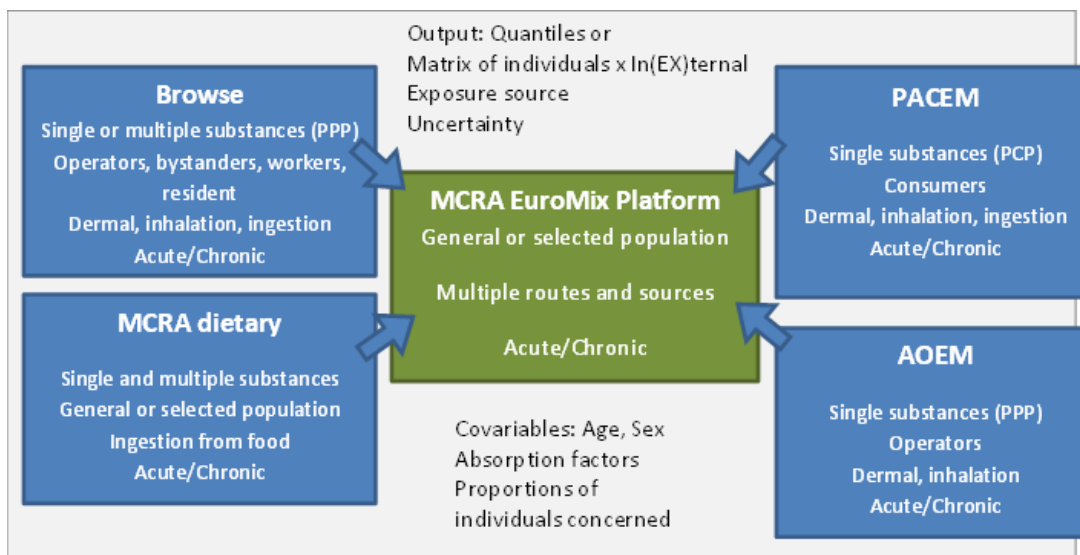 Output: Quantiles or
Matrix of individuals x In(EX)ternal
Exposure source
Uncertainty
Browse
Single or multiple substances (PPP)
Operators, bystanders, workers,
resident
Dermal, inhalation, ingestion
Acute/Chronic
PACEM
Single substances (PCP)
Consumers
Dermal, inhalation, ingestion
Acute/Chronic
MCRA EuroMix Platform
General or selected population
Multiple routes and sources
Acute/Chronic
MCRA dietary
Single and multiple substances
General or selected population
Ingestion from food
Acute/Chronic
AOEM
Single substances (PPP)
Operators
Dermal, inhalation
Acute/Chronic
Covariables: Age, Sex
Absorption factors
Proportions of
individuals concerned